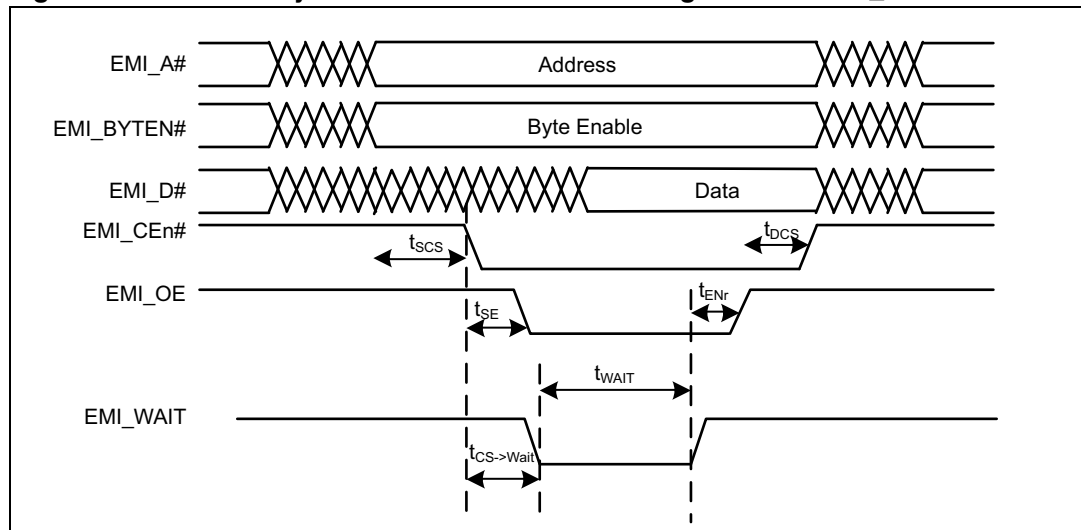 EMI_A#
Address
EMI_BYTEN#
Byte Enable
EMI_D#
Data
EMI_CEn#
tSCS
tDCS
EMI_OE
tENr
tSE
tWAIT
EMI_WAIT
tCS->Wait